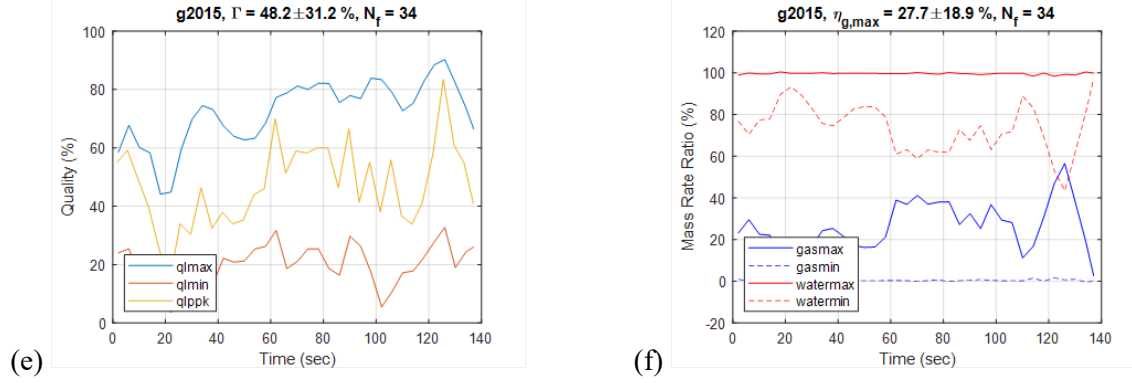 g2015, Γ = 48.2±31.2 %, N_f = 34
100
80
60
40
20
0
Quality (%)
qlmax
qlmin
qlppk
0 20 40 60 80 100 120 140
Time (sec)
(e)
g2015, η_g,max = 27.7±18.9 %, N_f = 34
120
100
80
60
40
20
0
-20
Mass Rate Ratio (%)
gasmax
gasmin
watermax
watermin
0 20 40 60 80 100 120 140
Time (sec)
(f)